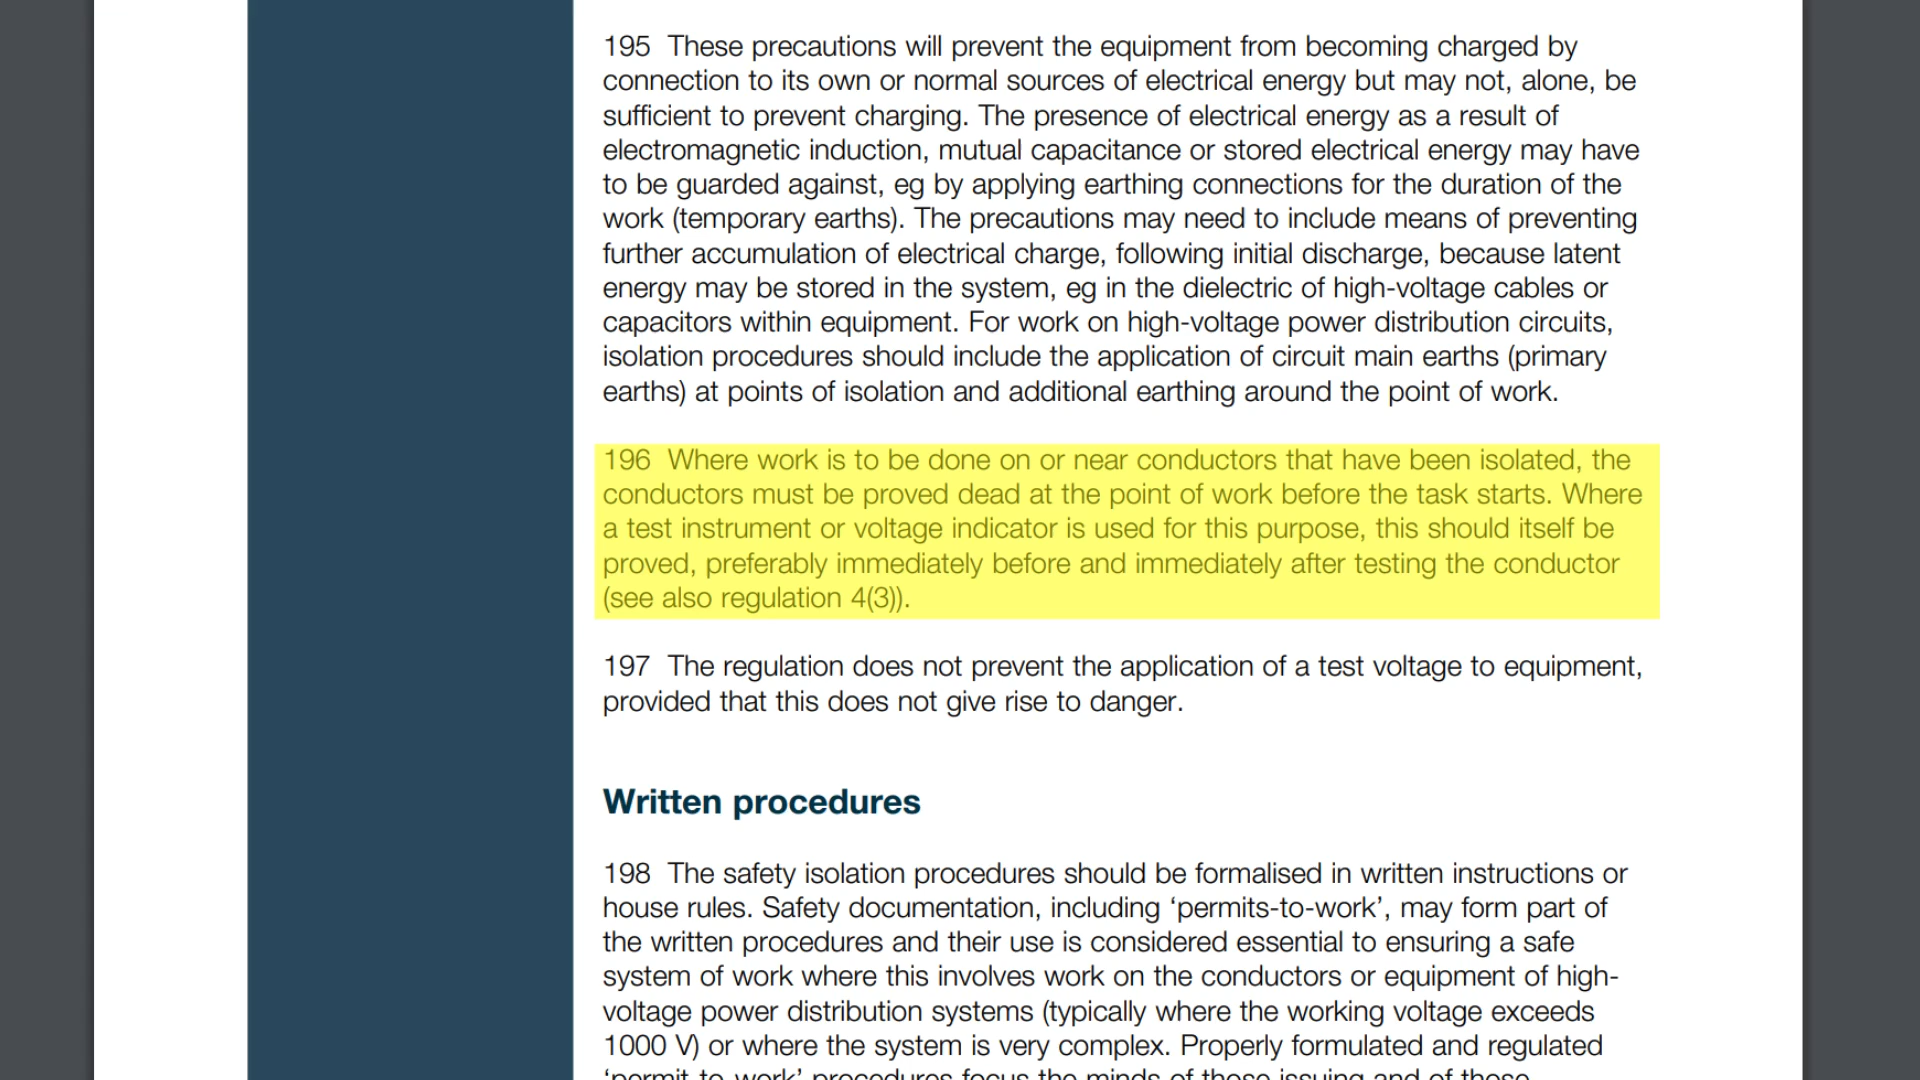 195 These precautions will prevent the equipment from becoming charged by
connection to its own or normal sources of electrical energy but may not, alone, be
sufficient to prevent charging. The presence of electrical energy as a result of
electromagnetic induction, mutual capacitance or stored electrical energy may have
to be guarded against, eg by applying earthing connections for the duration of the
work (temporary earths). The precautions may need to include means of preventing
further accumulation of electrical charge, following initial discharge, because latent
energy may be stored in the system, eg in the dielectric of high-voltage cables or
capacitors within equipment. For work on high-voltage power distribution circuits,
isolation procedures should include the application of circuit main earths (primary
earths) at points of isolation and additional earthing around the point of work.
196 Where work is to be done on or near conductors that have been isolated, the
conductors must be proved dead at the point of work before the task starts. Where
a test instrument or voltage indicator is used for this purpose, this should itself be
proved, preferably immediately before and immediately after testing the conductor
(see also regulation 4(3)).
197 The regulation does not prevent the application of a test voltage to equipment,
provided that this does not give rise to danger.
Written procedures
198 The safety isolation procedures should be formalised in written instructions or
house rules. Safety documentation, including ‘permits-to-work’, may form part of
the written procedures and their use is considered essential to ensuring a safe
system of work where this involves work on the conductors or equipment of high-
voltage power distribution systems (typically where the working voltage exceeds
1000 V) or where the system is very complex. Properly formulated and regulated
‘permit-to-work’ procedures focus the minds of those issuing and of those